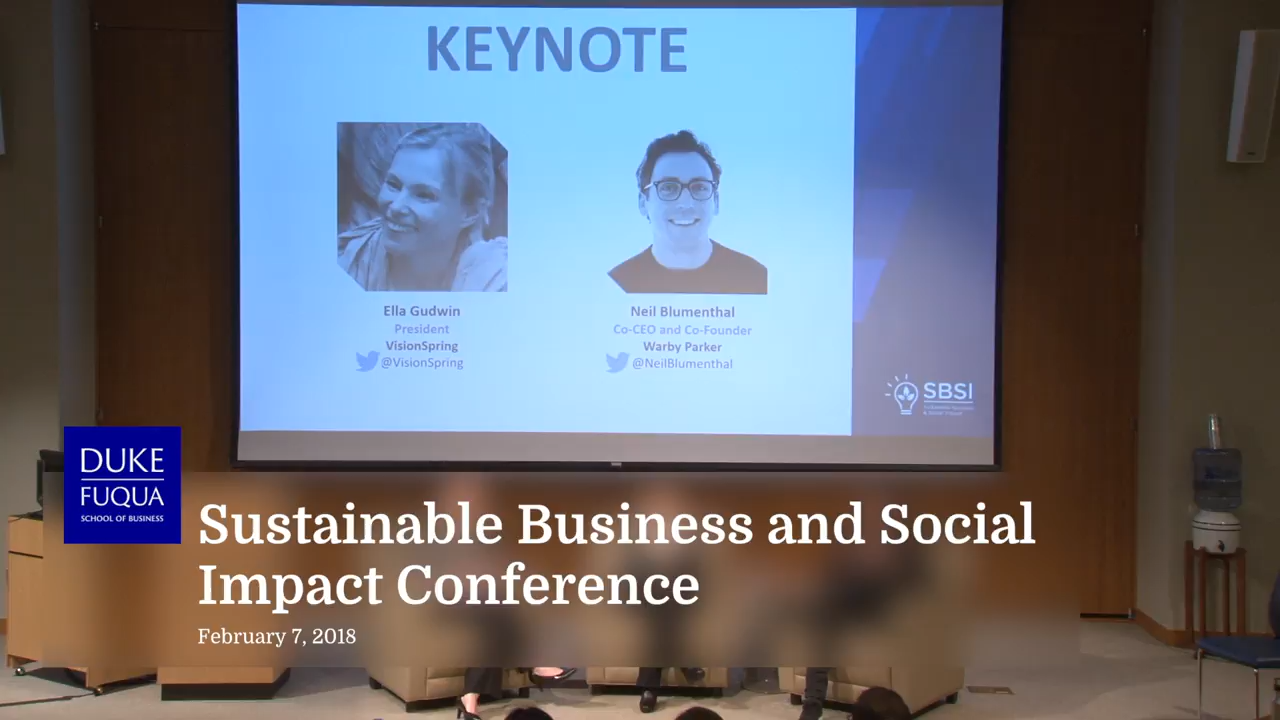 KEYNOTE
Ella Gudwin
President
VisionSpring
@VisionSpring
Neil Blumenthal
Co-CEO and Co-Founder
Warby Parker
@NeilBlumenthal
SBSI
DUKE
FUQUA
SCHOOL OF BUSINESS
Sustainable Business and Social
Impact Conference
February 7, 2018